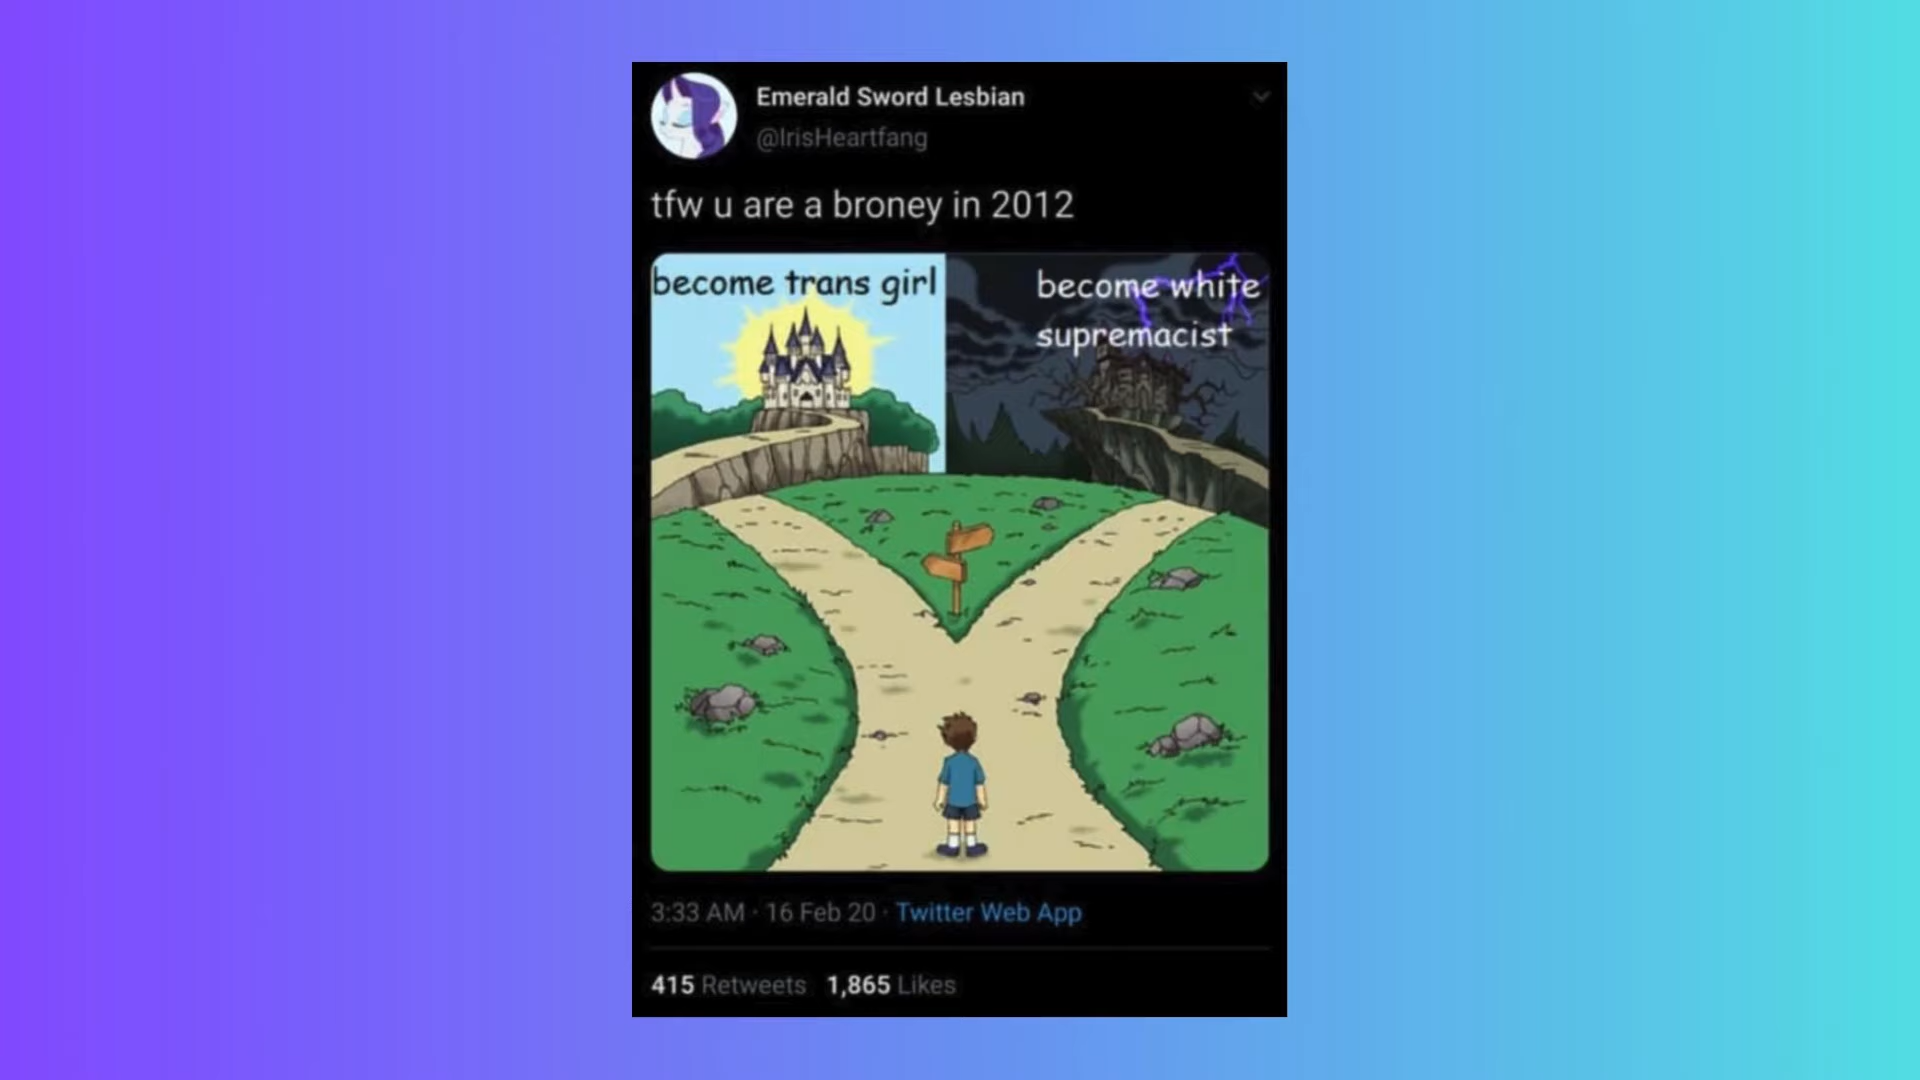 Emerald Sword Lesbian
@IrisHeartfang
tfw u are a broney in 2012
become trans girl
become white
supremacist
3:33 AM · 16 Feb 20 · Twitter Web App
415 Retweets 1,865 Likes